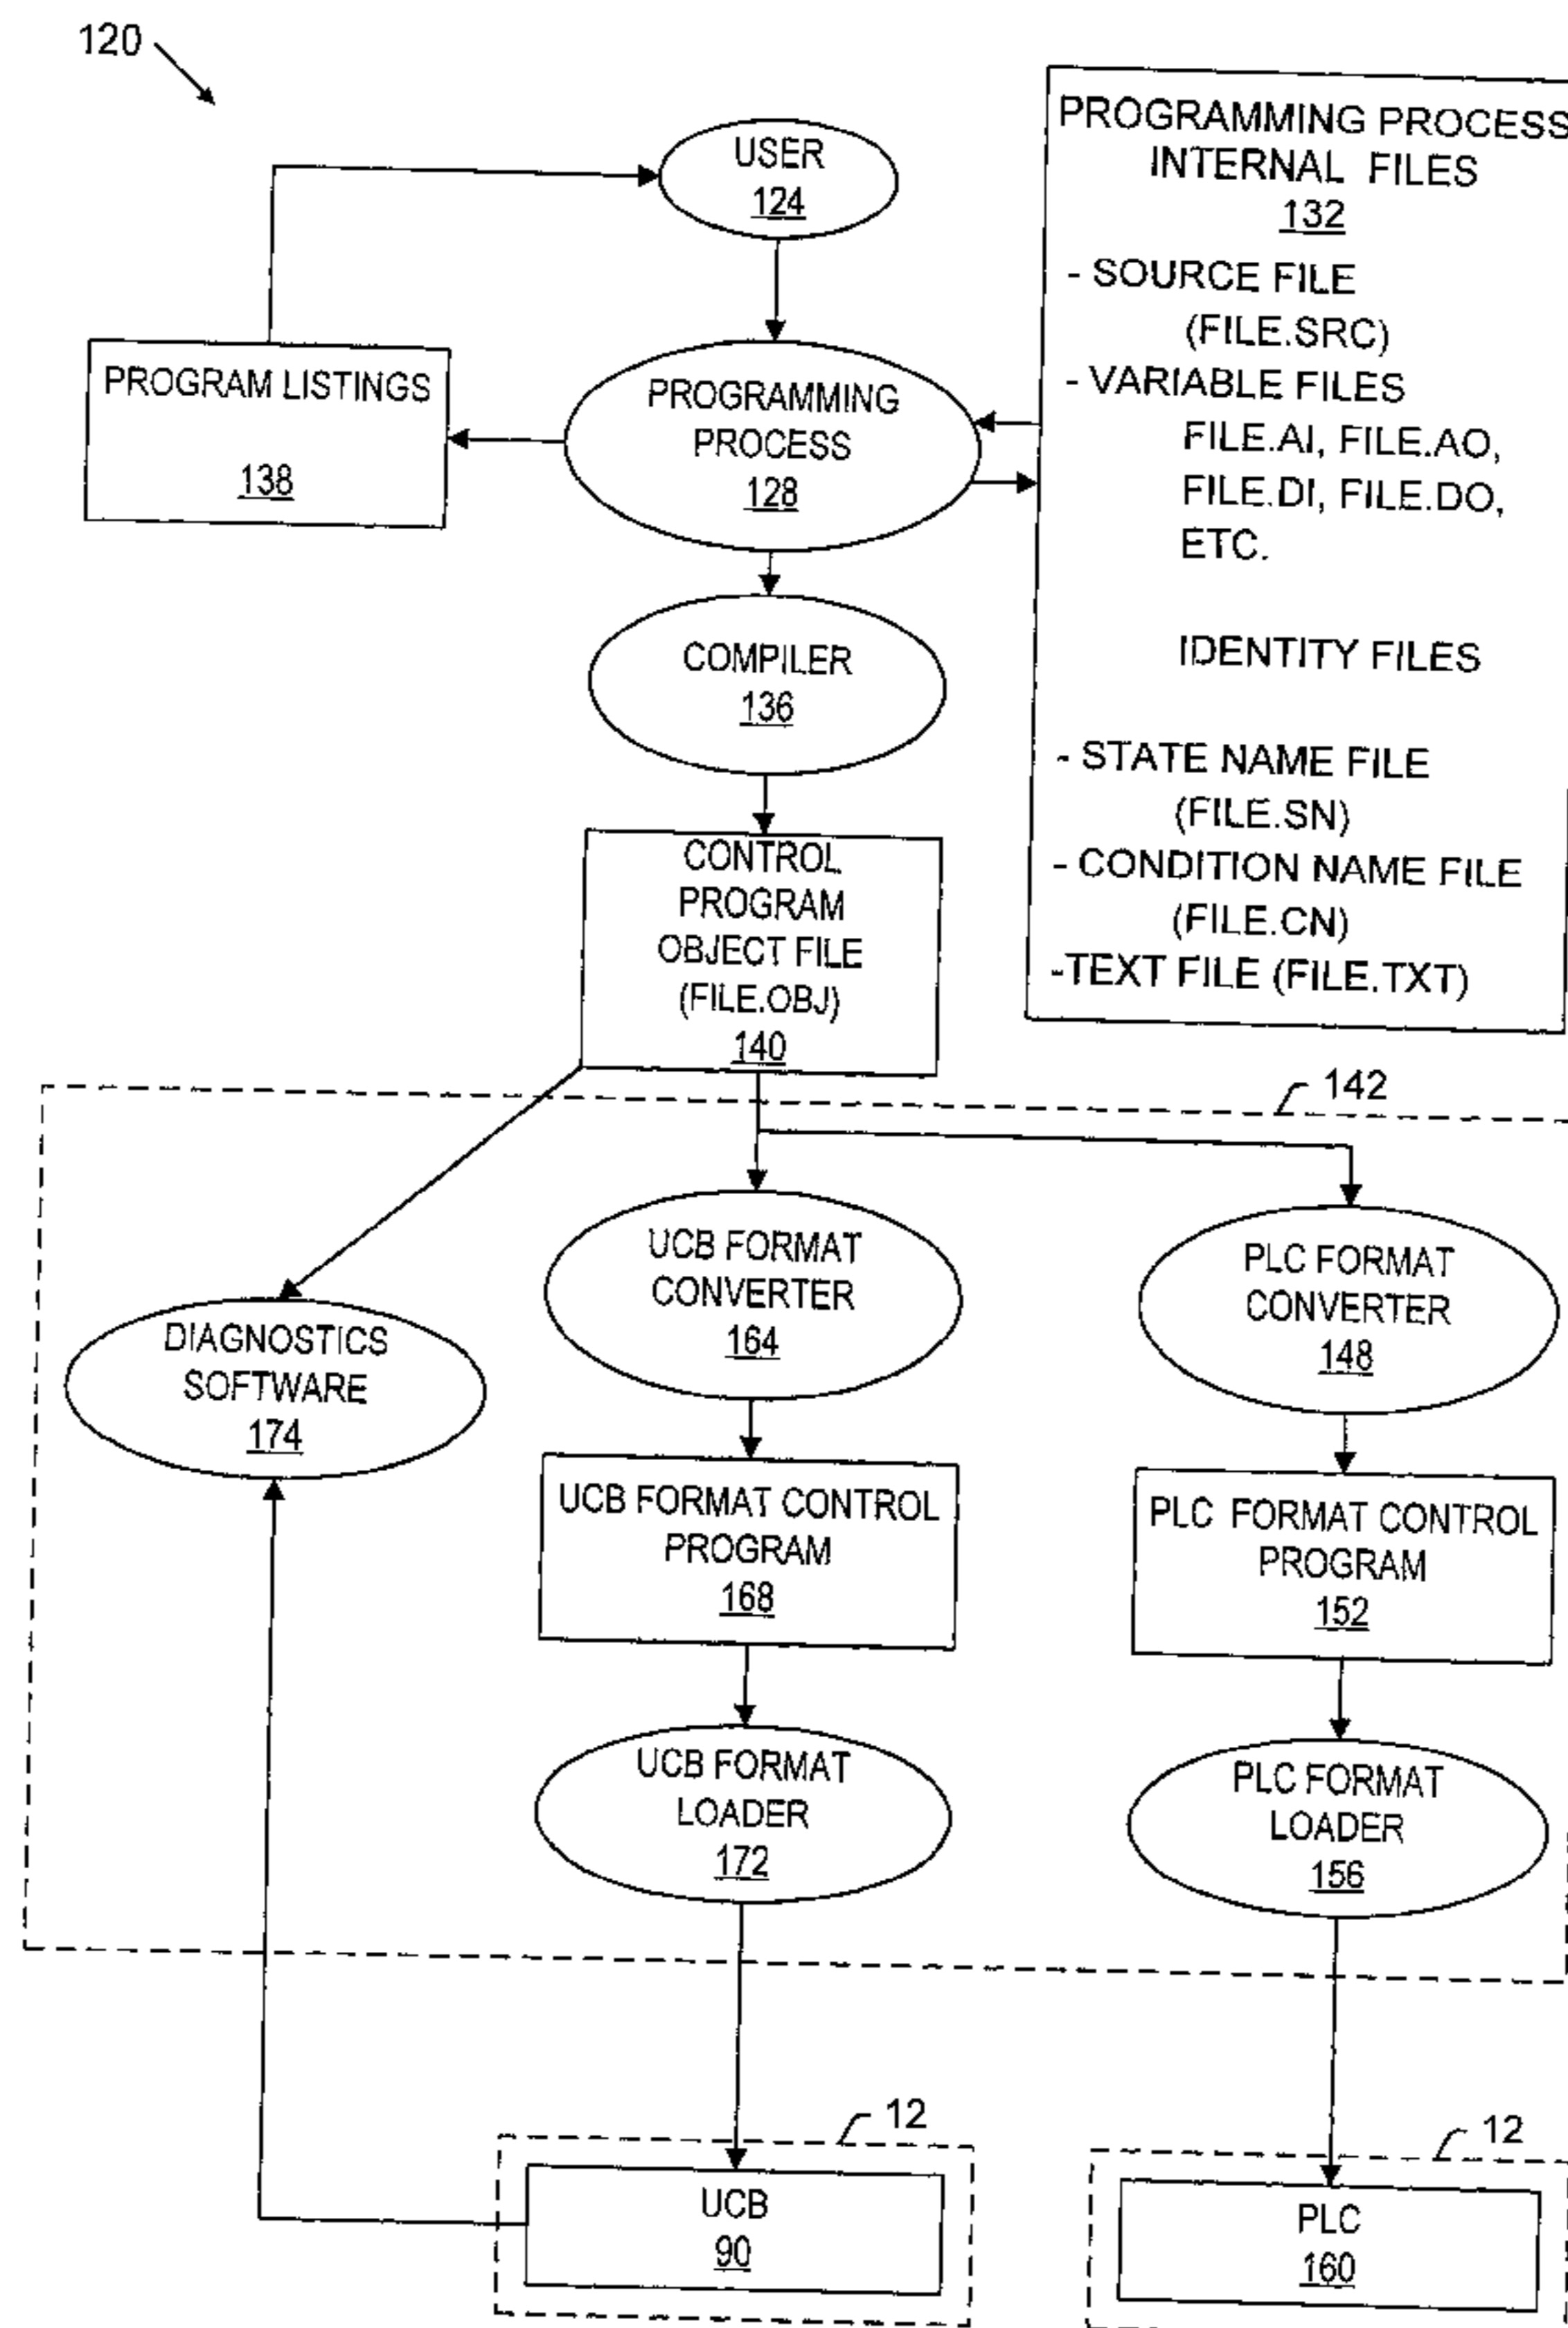 120
USER
124
PROGRAMMING PROCESS
INTERNAL FILES
132
- SOURCE FILE
(FILE.SRC)
- VARIABLE FILES
FILE.AI, FILE.AO,
FILE.DI, FILE.DO,
ETC.
IDENTITY FILES
- STATE NAME FILE
(FILE.SN)
- CONDITION NAME FILE
(FILE.CN)
-TEXT FILE (FILE.TXT)
PROGRAM LISTINGS
138
PROGRAMMING
PROCESS
128
COMPILER
136
CONTROL
PROGRAM
OBJECT FILE
(FILE.OBJ)
140
142
DIAGNOSTICS
SOFTWARE
174
UCB FORMAT
CONVERTER
164
PLC FORMAT
CONVERTER
148
UCB FORMAT CONTROL
PROGRAM
168
PLC FORMAT CONTROL
PROGRAM
152
UCB FORMAT
LOADER
172
PLC FORMAT
LOADER
156
12
UCB
90
12
PLC
160